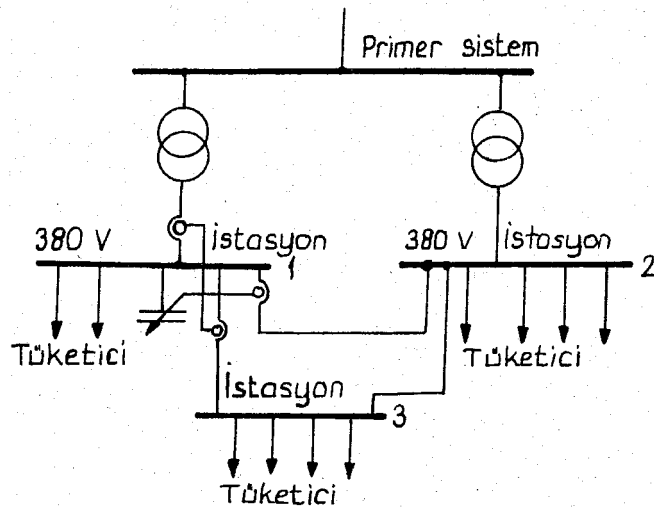 Primer sistem
380 V
İstasyon
1
380 V
İstasyon
2
Tüketici
Tüketici
İstasyon
3
Tüketici